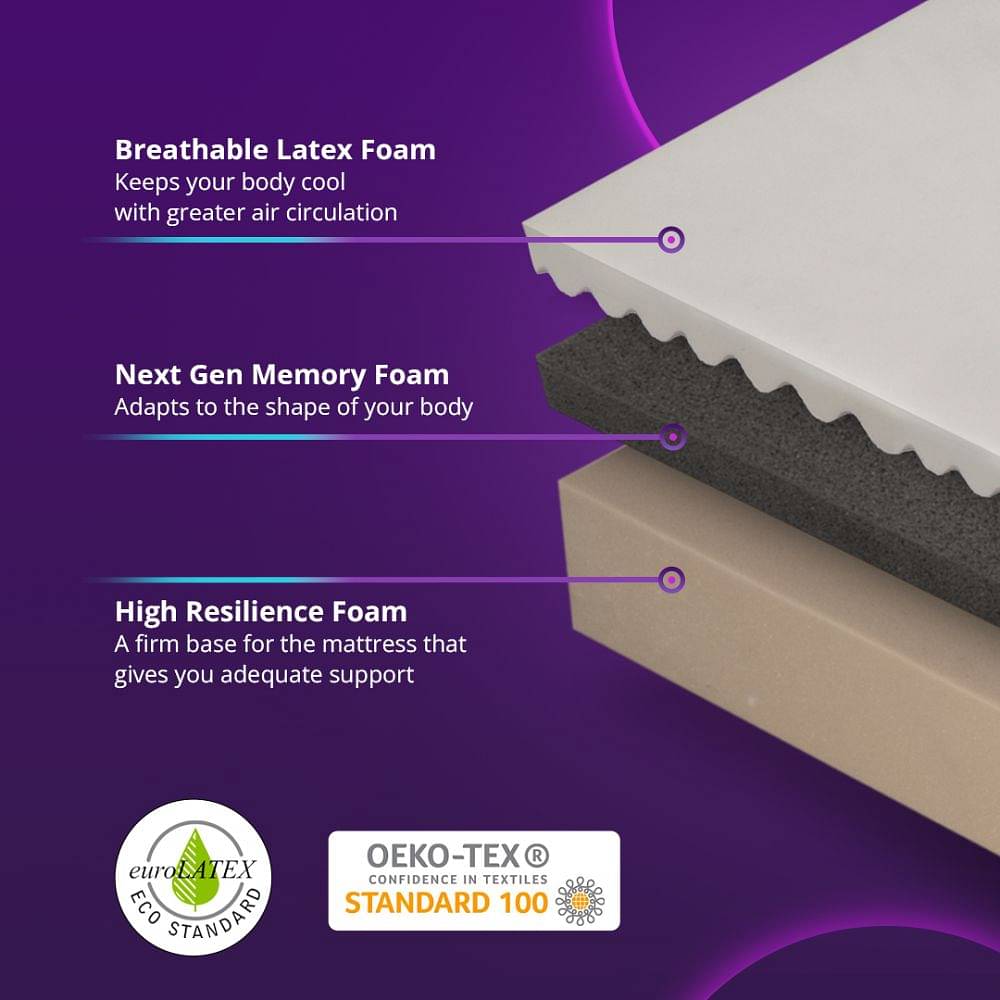 Breathable Latex Foam
Keeps your body cool
with greater air circulation
Next Gen Memory Foam
Adapts to the shape of your body
High Resilience Foam
A firm base for the mattress that
gives you adequate support
euroLATEX
ECO STANDARD
OEKO-TEX®
CONFIDENCE IN TEXTILES
STANDARD 100